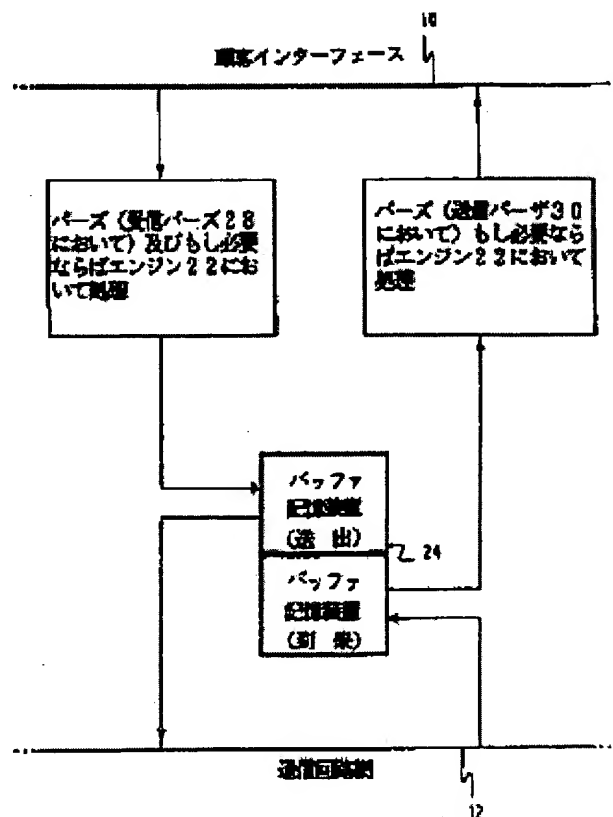 10
顧客インターフェース
パーズ（受信パーズ28
において）及びもし必要
ならばエンジン22にお
いて処理
パーズ（送信パーザ30
において）もし必要なら
ばエンジン22において
処理
バッファ
記憶装置
（送 出）
24
バッファ
記憶装置
（到 来）
通信回路網
12